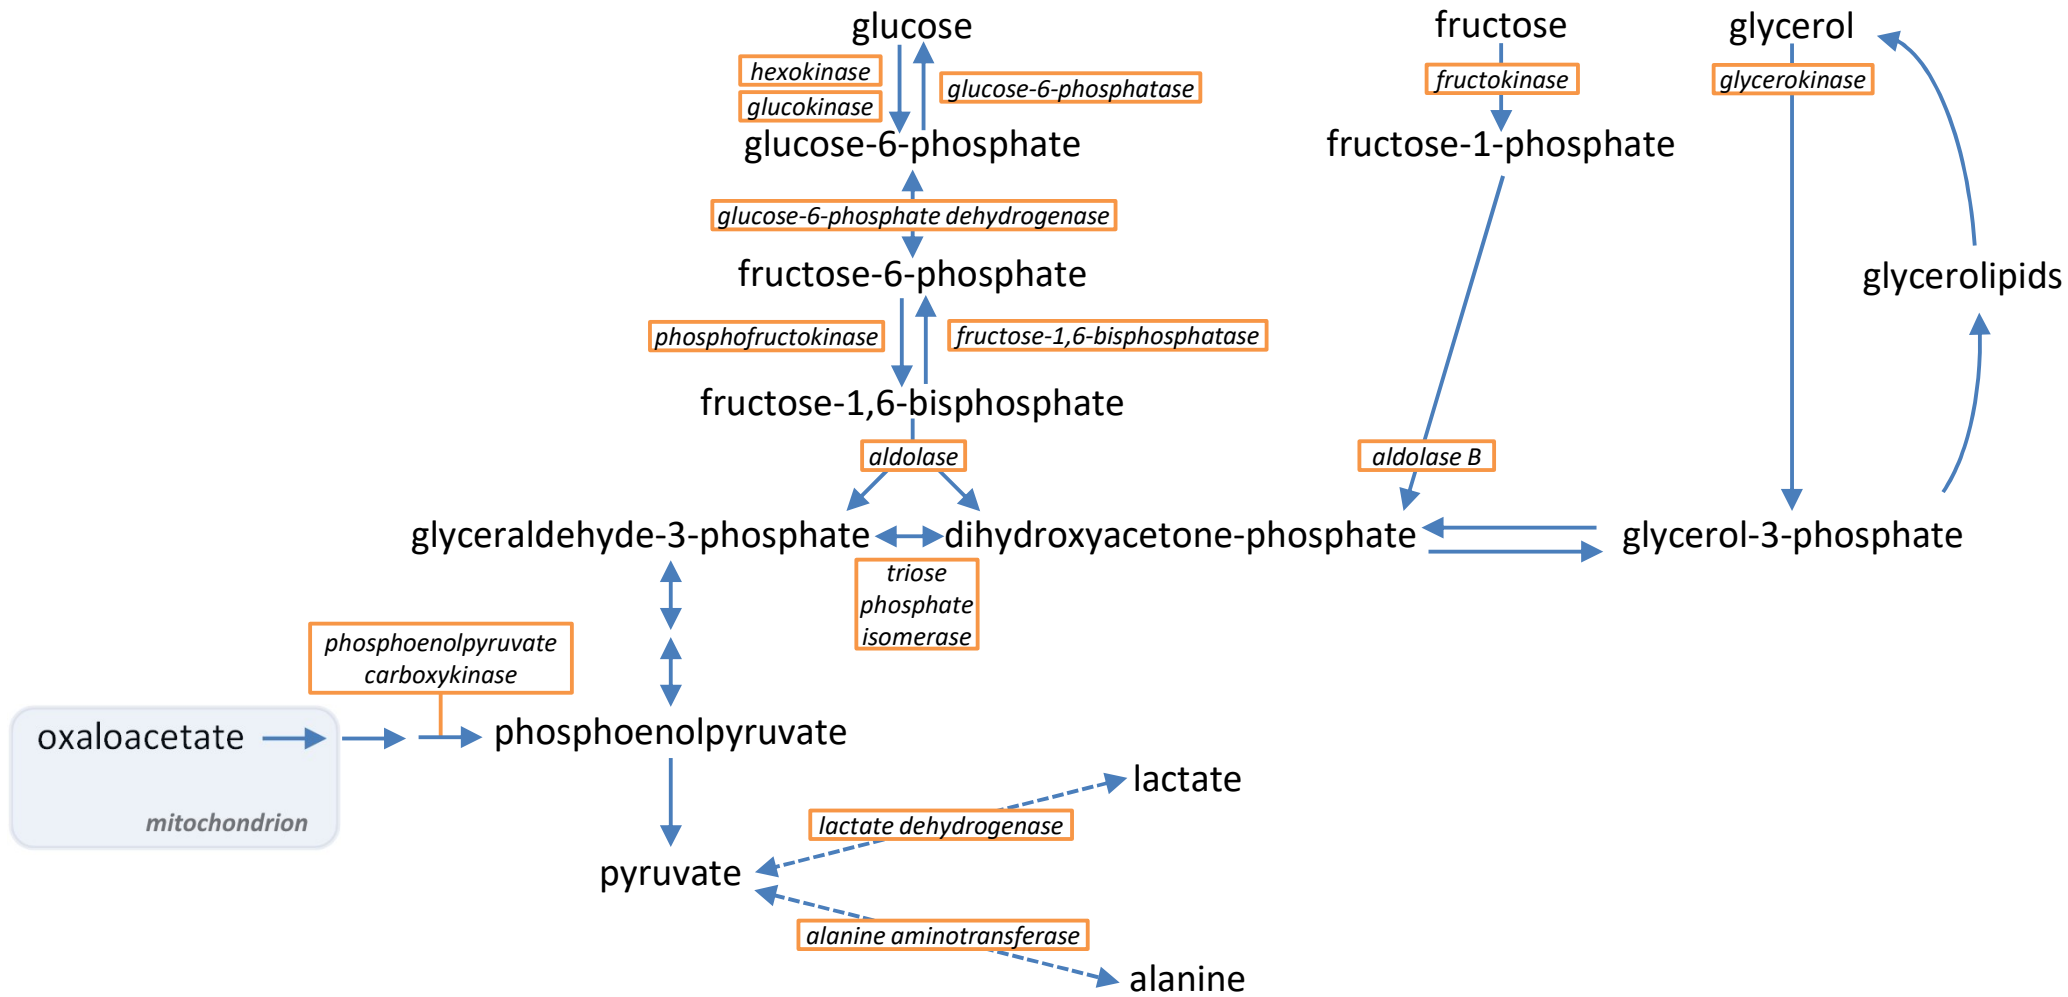 glucose
fructose
glycerol
hexokinase
glucokinase
glucose-6-phosphatase
fructokinase
glycerokinase
glucose-6-phosphate
fructose-1-phosphate
glucose-6-phosphate dehydrogenase
fructose-6-phosphate
glycerolipids
phosphofructokinase
fructose-1,6-bisphosphatase
fructose-1,6-bisphosphate
aldolase
aldolase B
glyceraldehyde-3-phosphate
dihydroxyacetone-phosphate
glycerol-3-phosphate
triose
phosphate
isomerase
phosphoenolpyruvate
carboxykinase
oxaloacetate
phosphoenolpyruvate
mitochondrion
lactate
lactate dehydrogenase
pyruvate
alanine aminotransferase
alanine